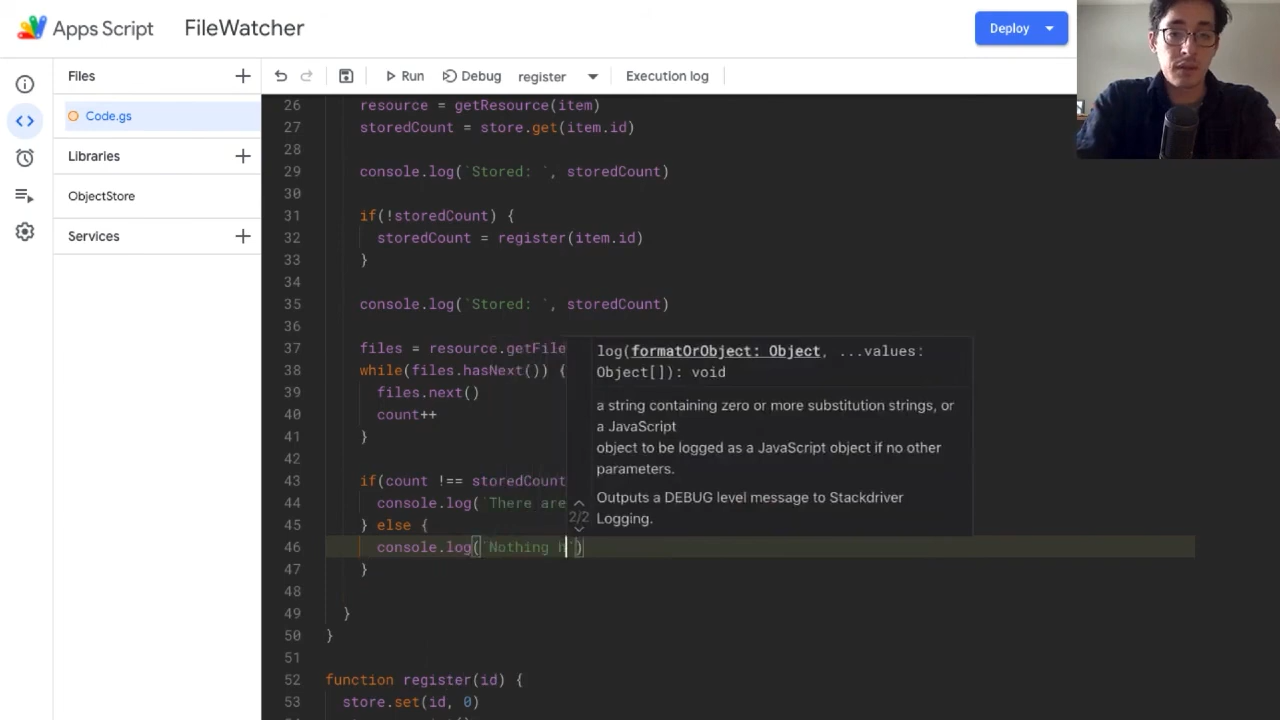 Apps Script FileWatcher Deploy
Files
Run Debug register Execution log
Code.gs
Libraries
ObjectStore
Services
26 resource = getResource(item)
27 storedCount = store.get(item.id)
28
29 console.log(`Stored: `, storedCount)
30
31 if(!storedCount) {
32 storedCount = register(item.id)
33 }
34
35 console.log(`Stored: `, storedCount)
36
37 files = resource.getFile
38 while(files.hasNext()) {
39 files.next()
40 count++
41 }
42
43 if(count !== storedCount
44 console.log(`There are
45 } else {
46 console.log(`Nothing h`)
47 }
48
49 }
50 }
51
52 function register(id) {
53 store.set(id, 0)
log(formatOrObject: Object, ...values:
Object[]): void
a string containing zero or more substitution strings, or
a JavaScript
object to be logged as a JavaScript object if no other
parameters.
2/2
Outputs a DEBUG level message to Stackdriver
Logging.